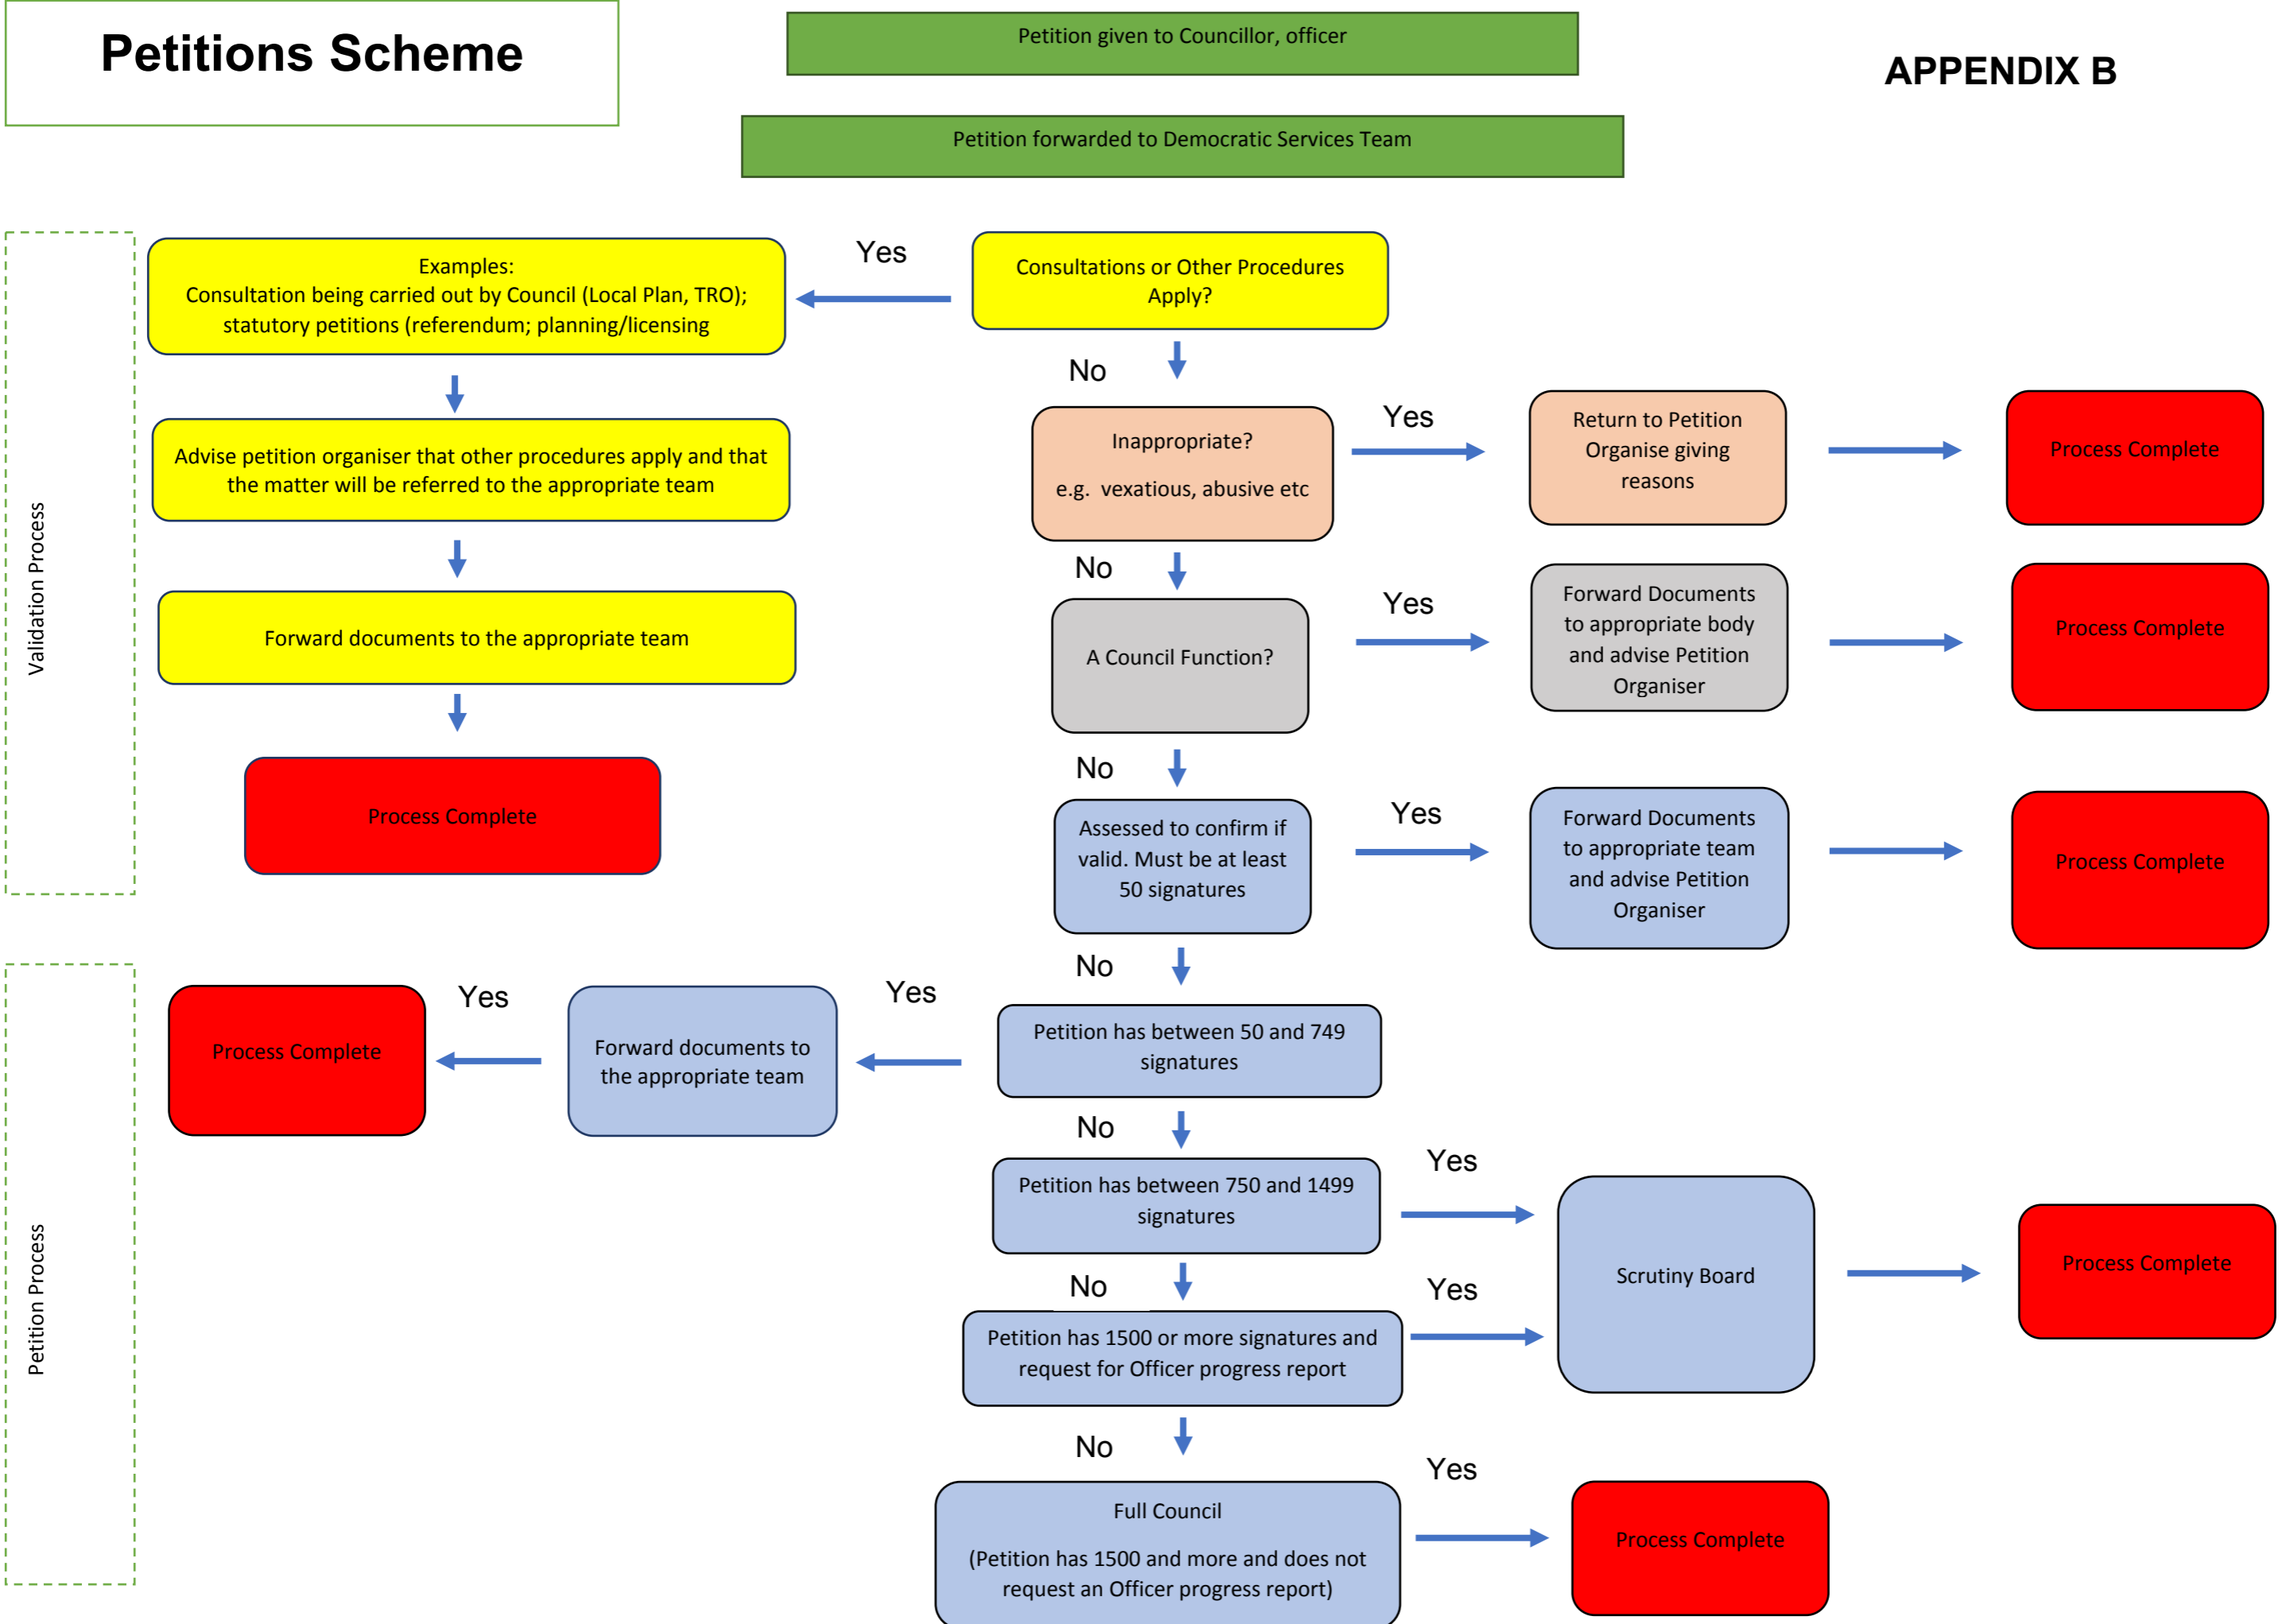 Petitions Scheme
Petition given to Councillor, officer
APPENDIX B
Petition forwarded to Democratic Services Team
Validation Process
Examples:
Consultation being carried out by Council (Local Plan, TRO);
statutory petitions (referendum; planning/licensing
Yes
Consultations or Other Procedures
Apply?
No
Advise petition organiser that other procedures apply and that
the matter will be referred to the appropriate team
Inappropriate?
e.g. vexatious, abusive etc
Yes
Return to Petition
Organise giving
reasons
Process Complete
No
Forward documents to the appropriate team
A Council Function?
Yes
Forward Documents
to appropriate body
and advise Petition
Organiser
Process Complete
No
Process Complete
Assessed to confirm if
valid. Must be at least
50 signatures
Yes
Forward Documents
to appropriate team
and advise Petition
Organiser
Process Complete
No
Petition Process
Process Complete
Yes
Forward documents to
the appropriate team
Yes
Petition has between 50 and 749
signatures
No
Petition has between 750 and 1499
signatures
Yes
Scrutiny Board
Process Complete
No
Yes
Petition has 1500 or more signatures and
request for Officer progress report
No
Full Council
(Petition has 1500 and more and does not
request an Officer progress report)
Yes
Process Complete